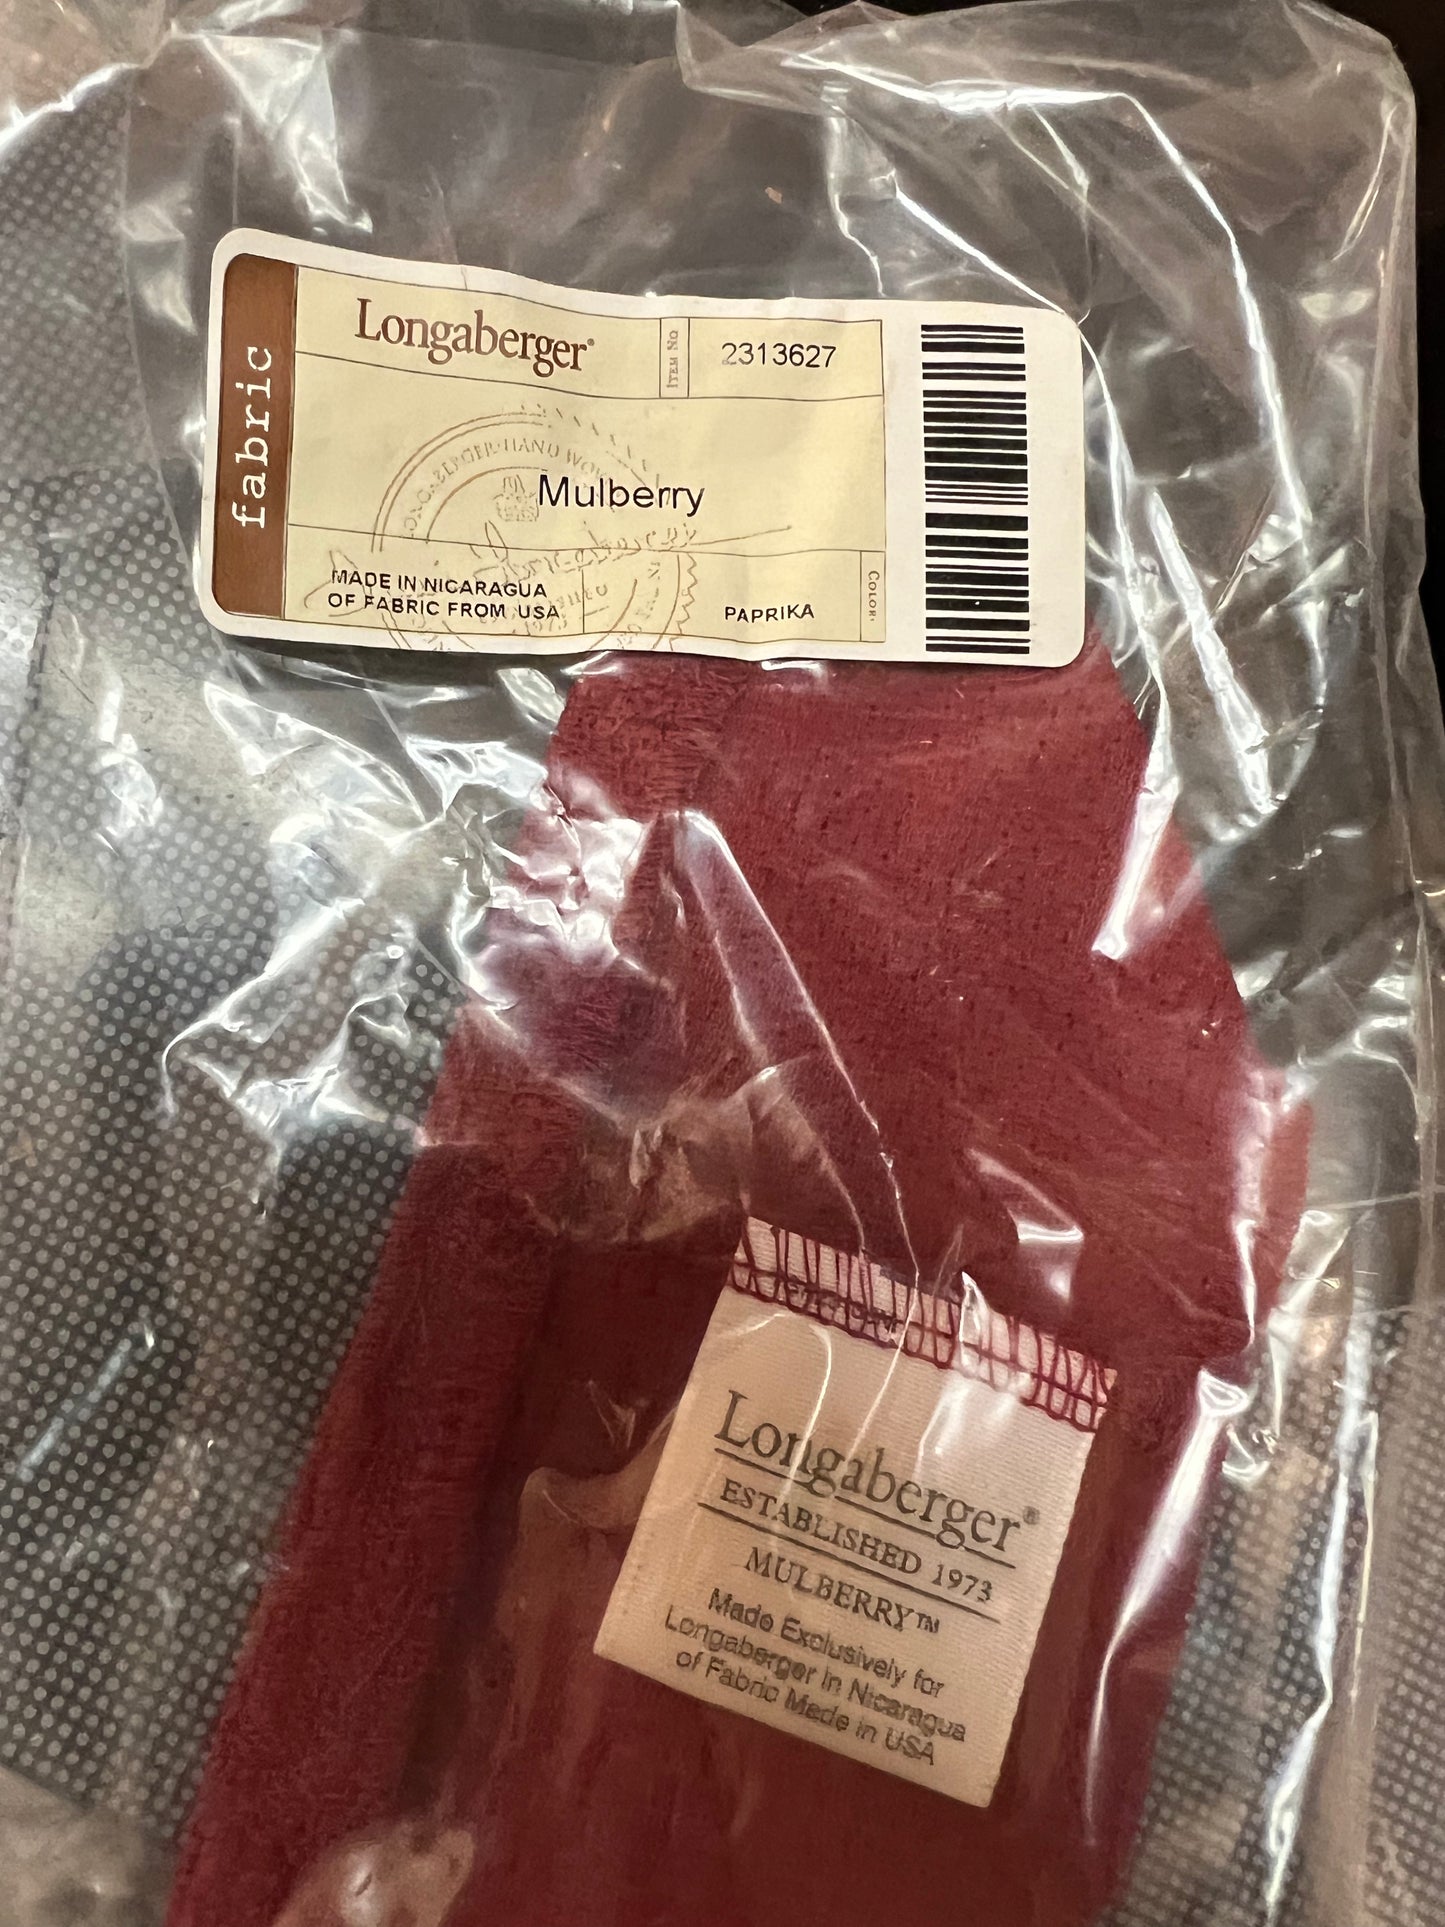 fabric
Longaberger®
ITEM NO
2313627
Mulberry
MADE IN NICARAGUA
OF FABRIC FROM USA
PAPRIKA
COLOR:
Longaberger®
ESTABLISHED 1973
MULBERRY™
Made Exclusively for
Longaberger in Nicaragua
of Fabric Made in USA